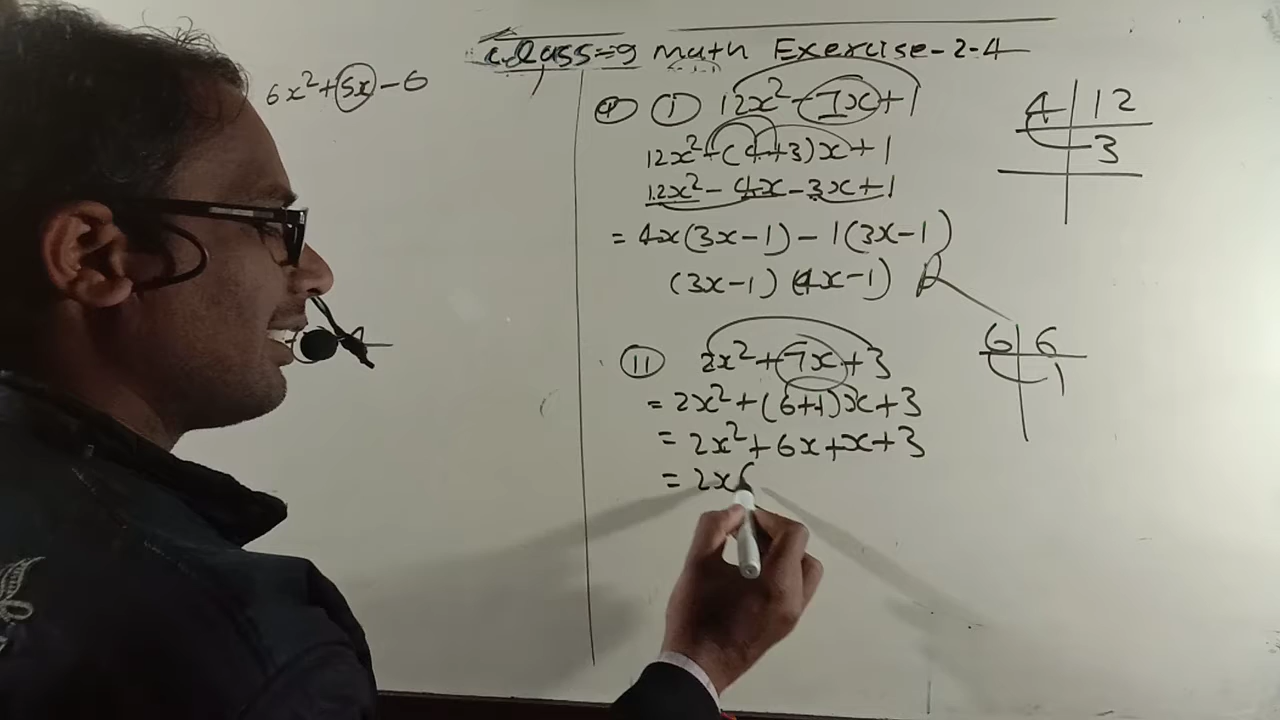 Class=9 math Exercise-2.4
6x²+5x-6
4 i 12x²-7x+1
12x²-(4+3)x+1
12x²-4x-3x+1
= 4x(3x-1)-1(3x-1)
(3x-1)(4x-1)
4 12
3
11 2x²+7x+3
= 2x²+(6+1)x+3
= 2x²+6x+x+3
= 2x(
6 6
1